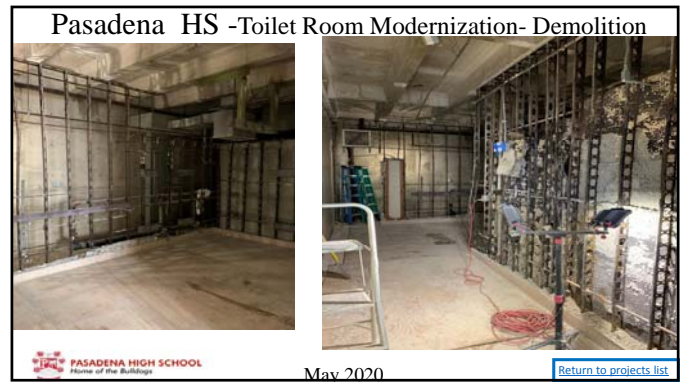 Pasadena HS -Toilet Room Modernization- Demolition
PASADENA HIGH SCHOOL
Home of the Bulldogs
May 2020
Return to projects list